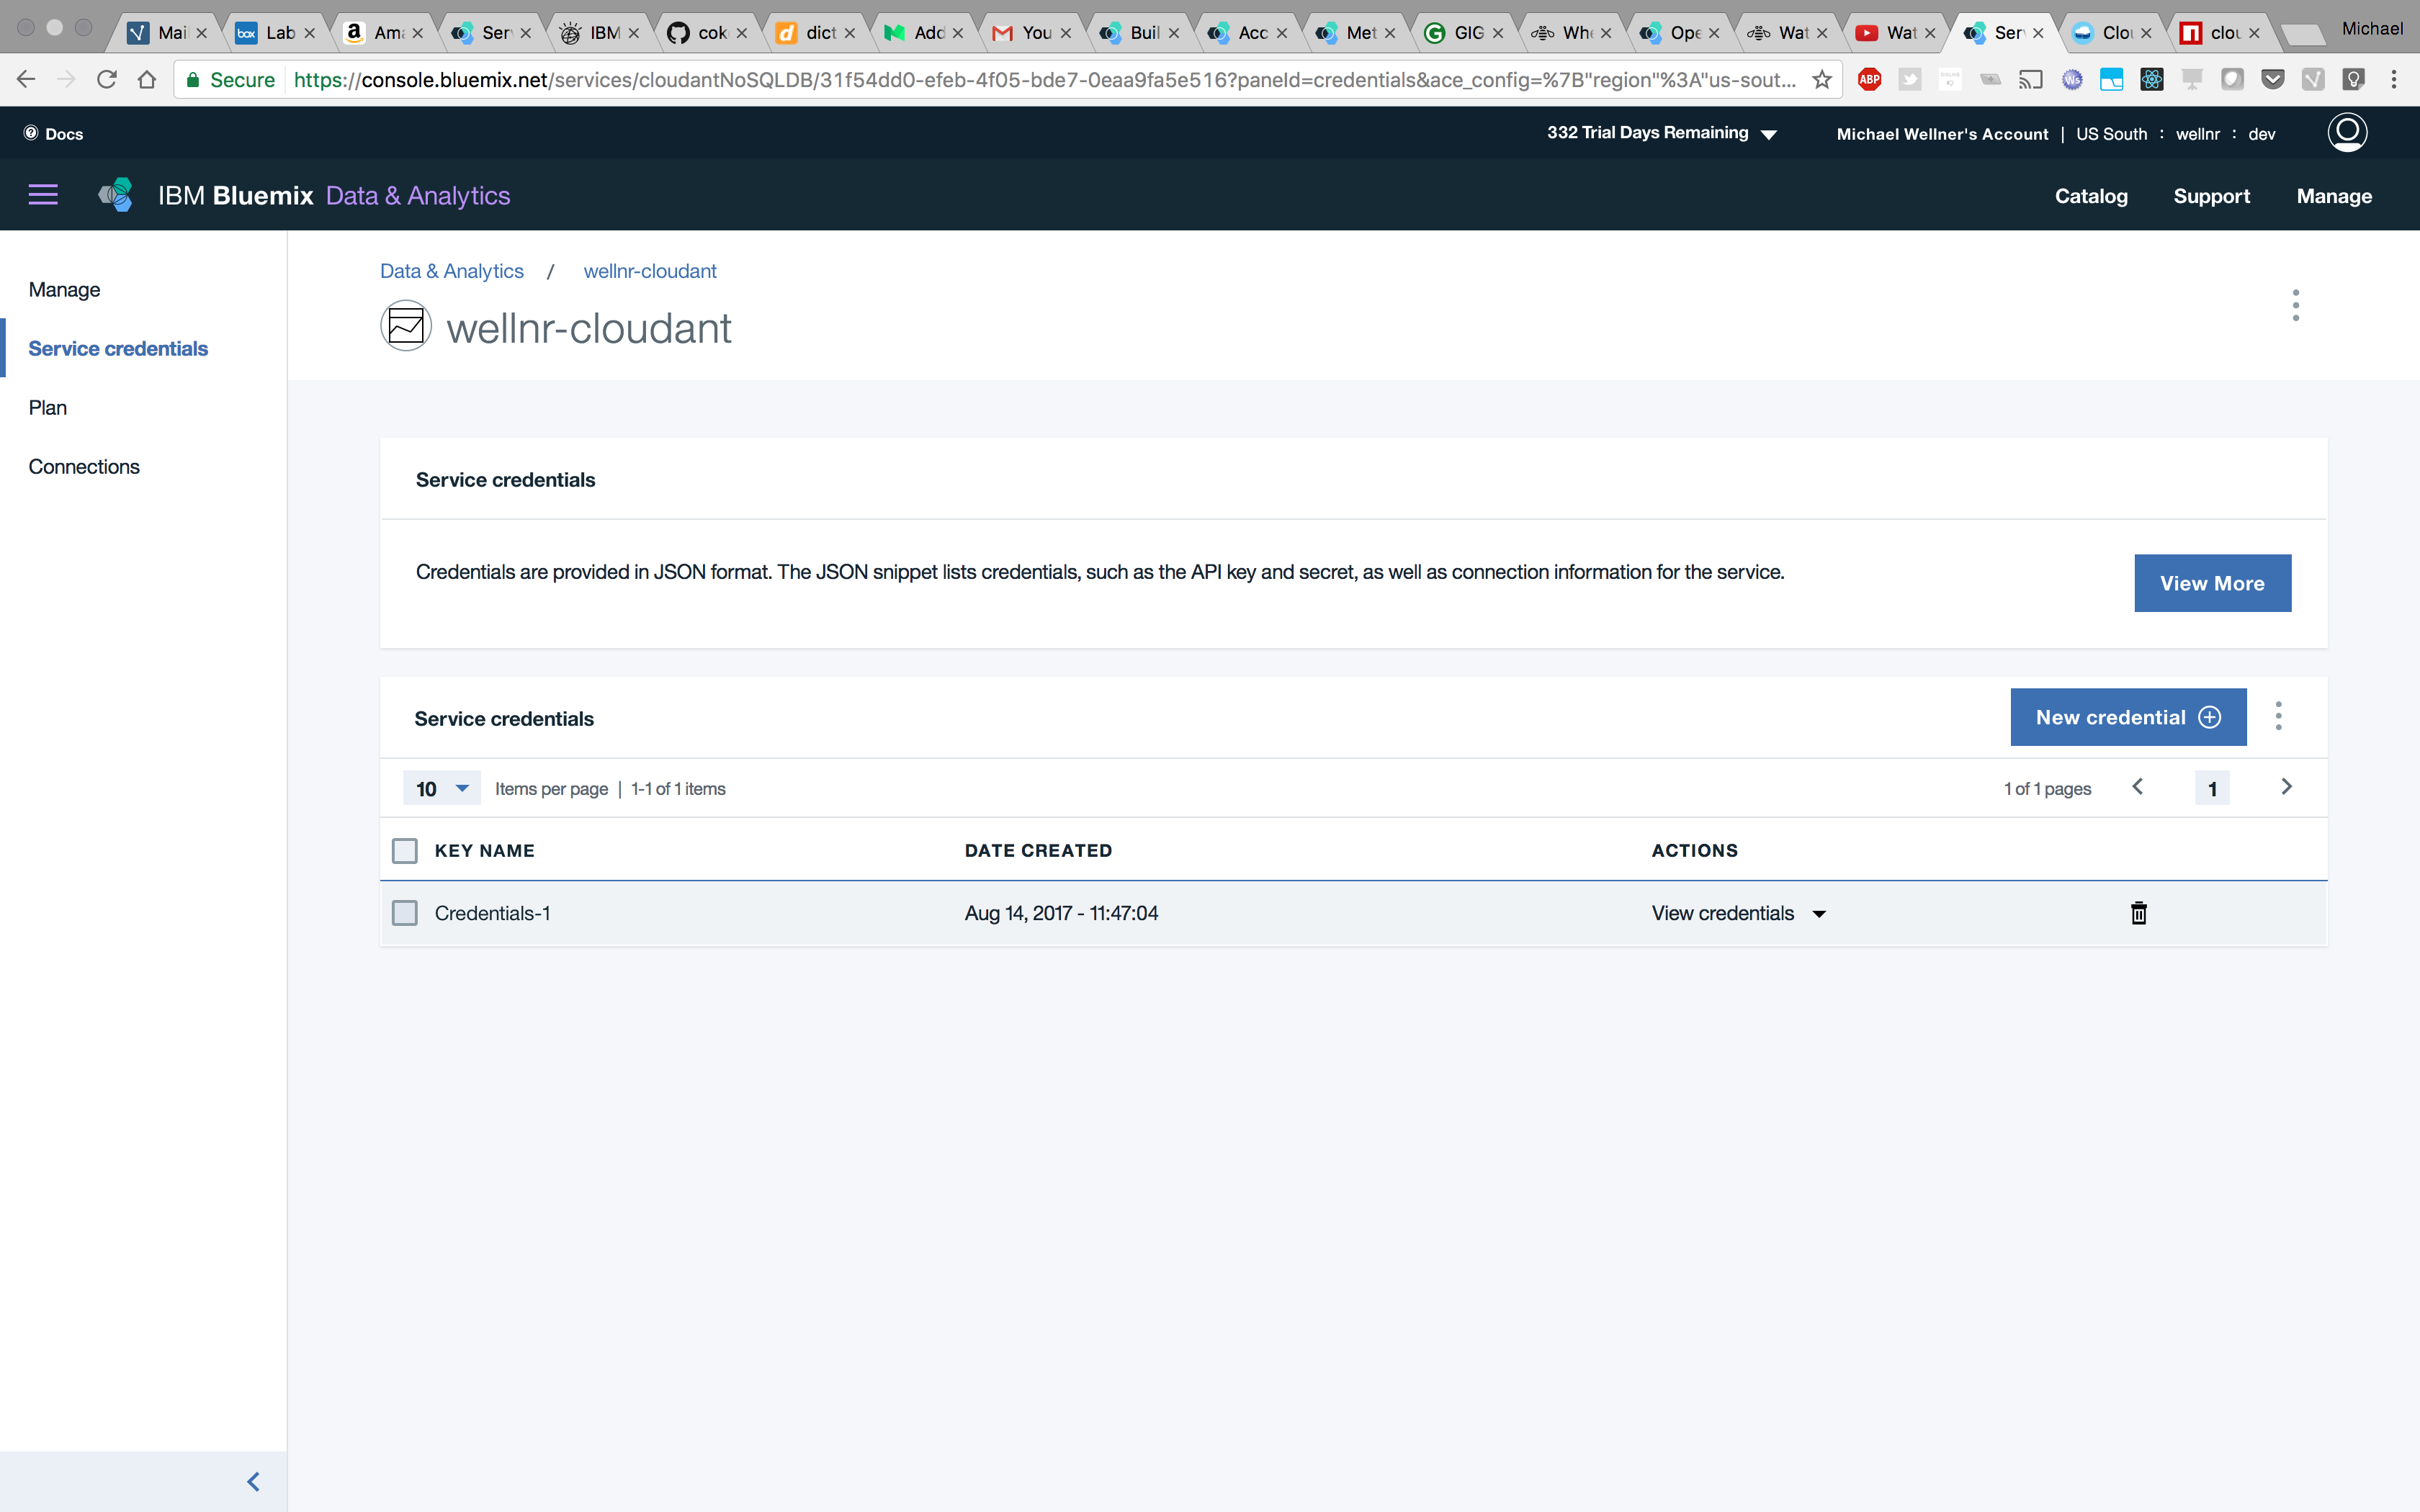 Mai Lab Ama Ser IBM cok dict Add You Buil Acc Met GIG Whe Ope Wat Wat Ser Clou clou Michael
Secure https://console.bluemix.net/services/cloudantNoSQLDB/31f54dd0-efeb-4f05-bde7-0eaa9fa5e516?paneId=credentials&ace_config=%7B"region"%3A"us-sout... ABP
Docs 332 Trial Days Remaining Michael Wellner's Account | US South : wellnr : dev
IBM Bluemix Data & Analytics Catalog Support Manage
Manage
Service credentials
Plan
Connections
Data & Analytics / wellnr-cloudant
wellnr-cloudant
Service credentials
Credentials are provided in JSON format. The JSON snippet lists credentials, such as the API key and secret, as well as connection information for the service.
View More
Service credentials
New credential
10 Items per page | 1-1 of 1 items 1 of 1 pages 1
KEY NAME DATE CREATED ACTIONS
Credentials-1 Aug 14, 2017 - 11:47:04 View credentials